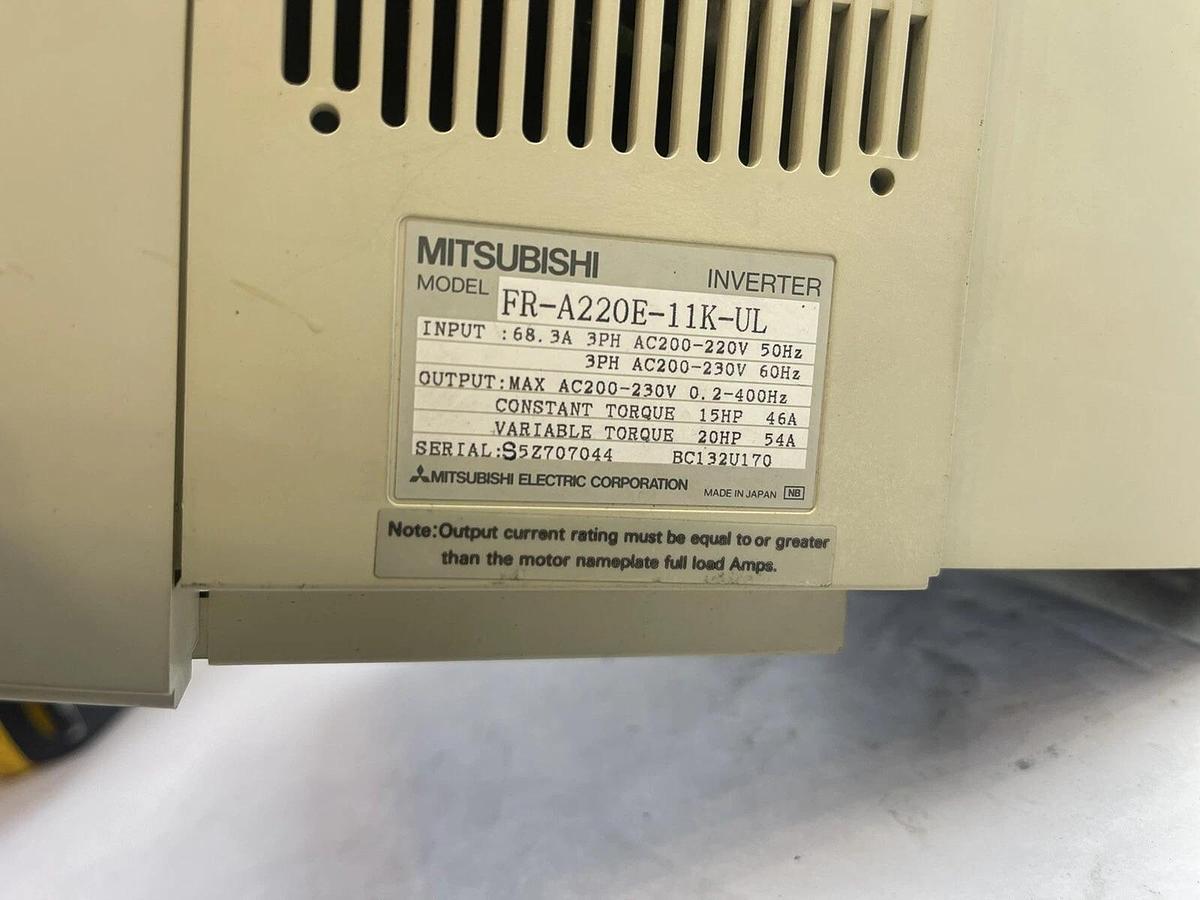 MITSUBISHI
INVERTER
MODEL FR-A220E-11K-UL
INPUT :68.3A 3PH AC200-220V 50Hz
3PH AC200-230V 60Hz
OUTPUT:MAX AC200-230V 0.2-400Hz
CONSTANT TORQUE 15HP 46A
VARIABLE TORQUE 20HP 54A
SERIAL:S5Z707044 BC132U170
MITSUBISHI ELECTRIC CORPORATION MADE IN JAPAN NB
Note:Output current rating must be equal to or greater
than the motor nameplate full load Amps.